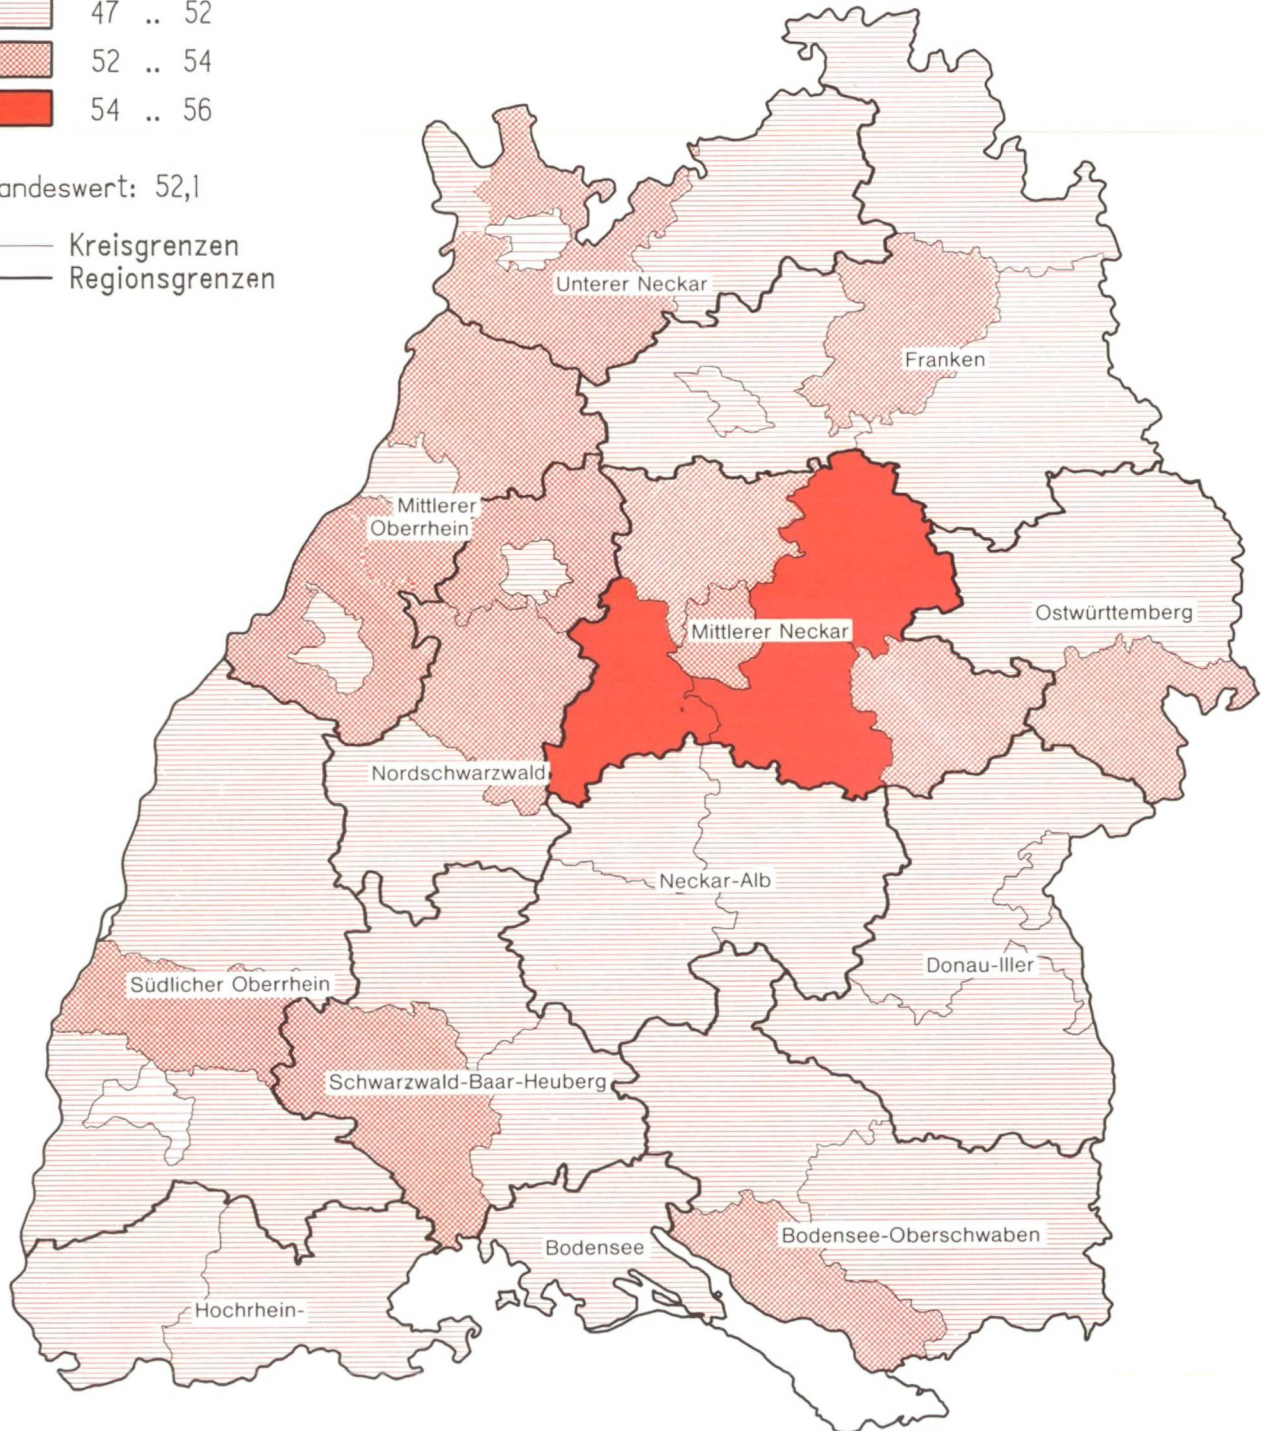 47 .. 52
52 .. 54
54 .. 56
andeswert: 52,1
Kreisgrenzen
Regionsgrenzen
Unterer Neckar
Franken
Mittlerer
Oberrhein
Ostwürttemberg
Mittlerer Neckar
Nordschwarzwald
Neckar-Alb
Donau-Iller
Südlicher Oberrhein
Schwarzwald-Baar-Heuberg
Bodensee-Oberschwaben
Bodensee
Hochrhein-